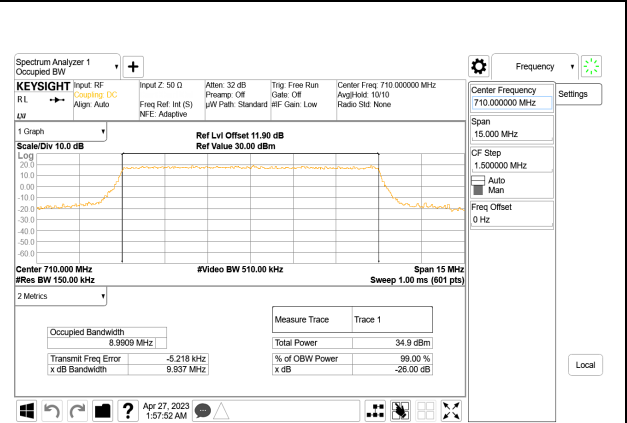 Spectrum Analyzer 1
Occupied BW
▼
+
Frequency
▼
KEYSIGHT
RL
LXI
Input: RF
Coupling: DC
Align: Auto
Input Z: 50 Ω
Freq Ref: Int (S)
NFE: Adaptive
Atten: 32 dB
Preamp: Off
µW Path: Standard
Trig: Free Run
Gate: Off
#IF Gain: Low
Center Freq: 710.000000 MHz
Avg|Hold: 10/10
Radio Std: None
1 Graph
▼
Scale/Div 10.0 dB
Ref Lvl Offset 11.90 dB
Ref Value 30.00 dBm
Log
20.0
10.0
0.00
-10.0
-20.0
-30.0
-40.0
-50.0
-60.0
Center 710.000 MHz
#Res BW 150.00 kHz
#Video BW 510.00 kHz
Span 15 MHz
Sweep 1.00 ms (601 pts)
2 Metrics
▼
Occupied Bandwidth
8.9909 MHz
Transmit Freq Error -5.218 kHz
x dB Bandwidth 9.937 MHz
Measure Trace Trace 1
Total Power 34.9 dBm
% of OBW Power 99.00 %
x dB -26.00 dB
Center Frequency
710.000000 MHz
Settings
Span
15.000 MHz
CF Step
1.500000 MHz
Auto
Man
Freq Offset
0 Hz
Local
?
Apr 27, 2023
1:57:52 AM